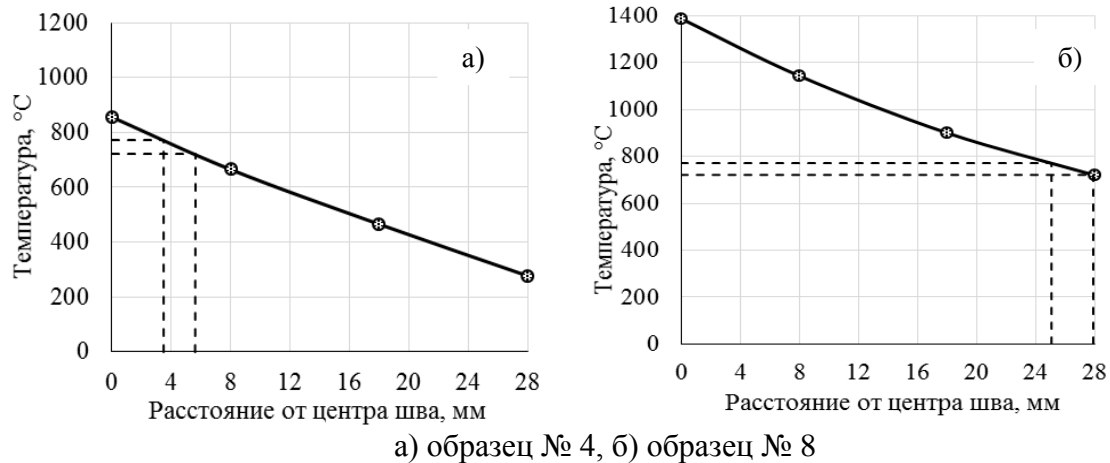 1200
1000
800
600
400
200
0
0 4 8 12 16 20 24 28
Температура, °С
Расстояние от центра шва, мм
а)
1400
1200
1000
800
600
400
200
0
0 4 8 12 16 20 24 28
Температура, °С
Расстояние от центра шва, мм
б)
а) образец № 4, б) образец № 8